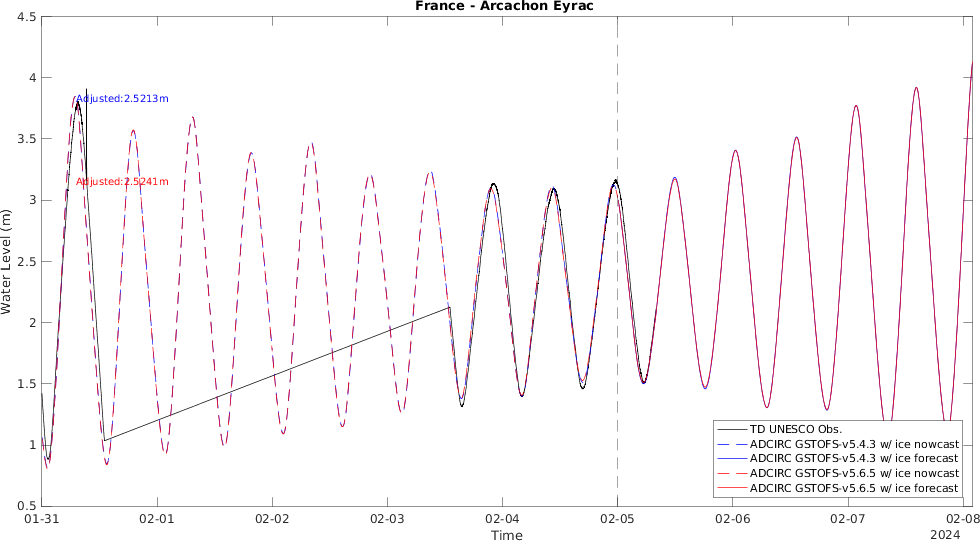 France - Arcachon Eyrac
Water Level (m)
4.5
4
3.5
3
2.5
2
1.5
1
0.5
Adjusted:2.5213m
Adjusted:2.5241m
TD UNESCO Obs.
ADCIRC GSTOFS-v5.4.3 w/ ice nowcast
ADCIRC GSTOFS-v5.4.3 w/ ice forecast
ADCIRC GSTOFS-v5.6.5 w/ ice nowcast
ADCIRC GSTOFS-v5.6.5 w/ ice forecast
01-31 02-01 02-02 02-03 02-04 02-05 02-06 02-07 02-08
2024
Time